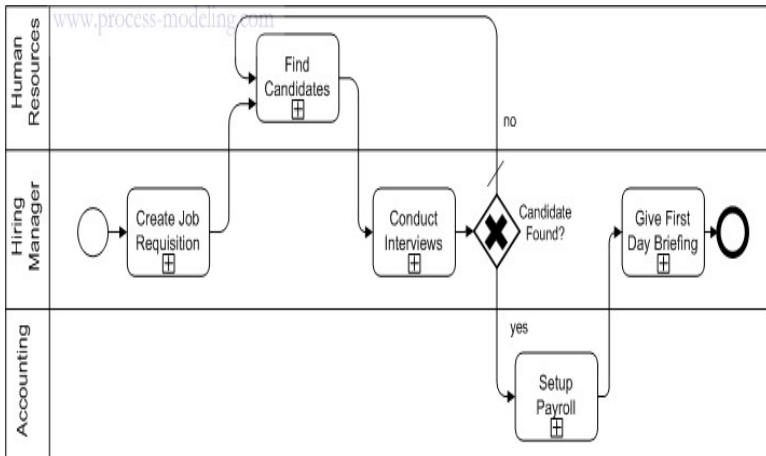 www.process-modeling.com
Human
Resources
Find
Candidates
no
Hiring
Manager
Create Job
Requisition
Conduct
Interviews
Candidate
Found?
Give First
Day Briefing
yes
Accounting
Setup
Payroll